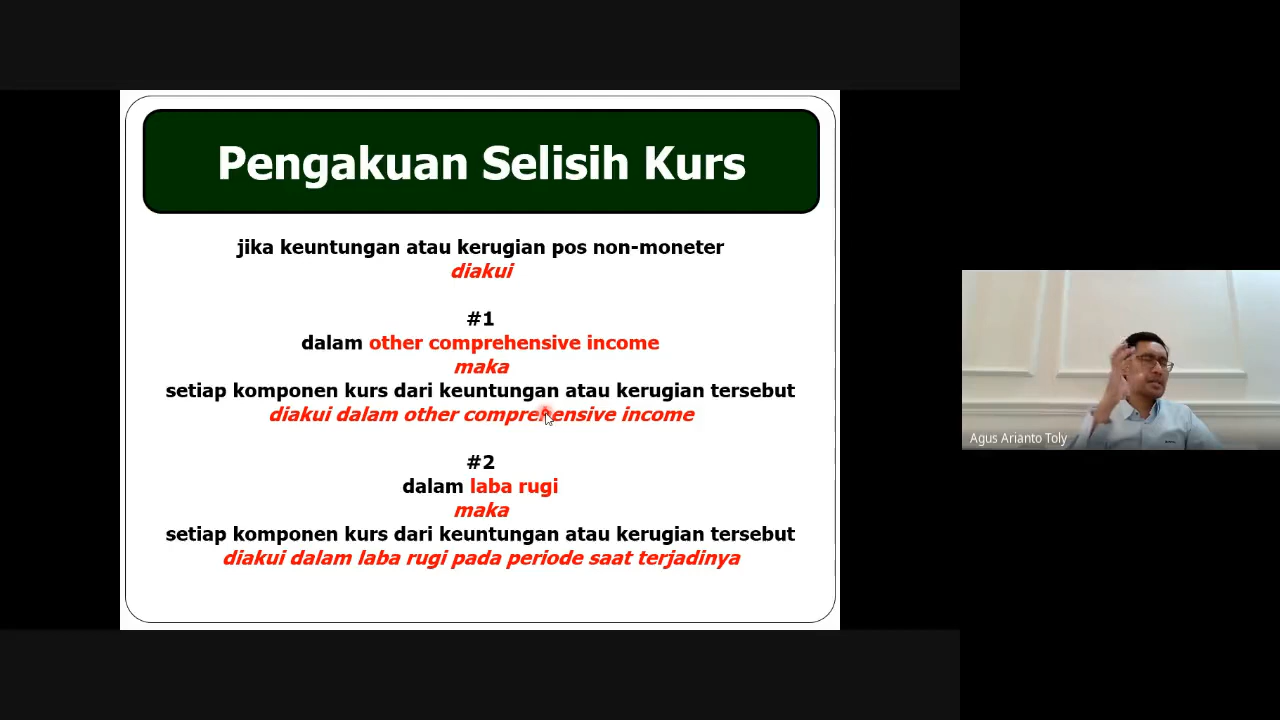 Pengakuan Selisih Kurs
jika keuntungan atau kerugian pos non-moneter
diakui
#1
dalam other comprehensive income
maka
setiap komponen kurs dari keuntungan atau kerugian tersebut
diakui dalam other comprehensive income
#2
dalam laba rugi
maka
setiap komponen kurs dari keuntungan atau kerugian tersebut
diakui dalam laba rugi pada periode saat terjadinya
Agus Arianto Toly